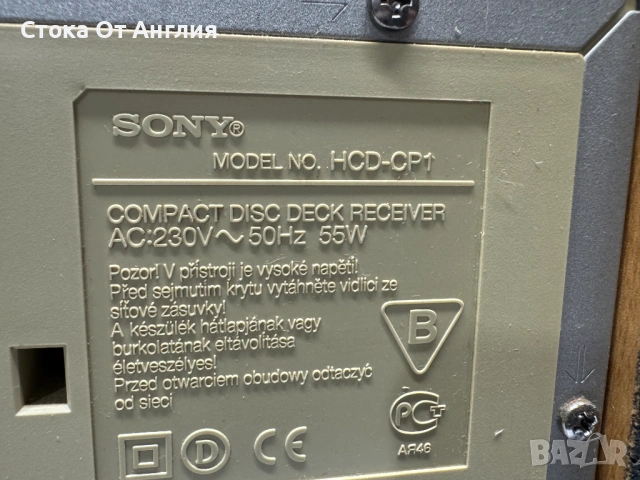 Стока От Англия
SONY®
MODEL NO. HCD-CP1
COMPACT DISC DECK RECEIVER
AC:230V~50Hz 55W
Pozor! V přístroji je vysoké napětí!
Před sejmutím krytu vytáhněte vidlici ze
síťové zásuvky!
A készülék hátlapjának vagy
burkolatának eltávolítása
életveszélyes!
Przed otwarciem obudowy odłączyć
od sieci
B
PCT
АЯ46
D
CE
BAZAR